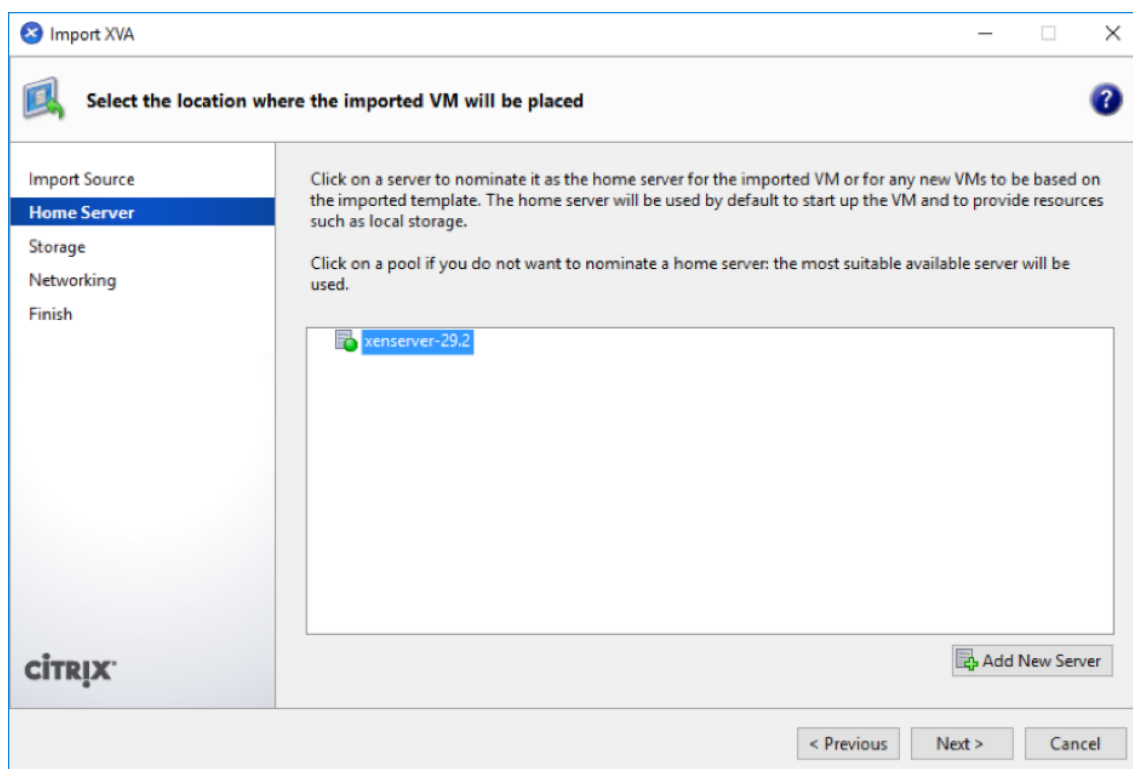 Import XVA
Select the location where the imported VM will be placed
?
Import Source
Home Server
Storage
Networking
Finish
Click on a server to nominate it as the home server for the imported VM or for any new VMs to be based on
the imported template. The home server will be used by default to start up the VM and to provide resources
such as local storage.
Click on a pool if you do not want to nominate a home server: the most suitable available server will be
used.
xenserver-29.2
CİTRIX
Add New Server
< Previous
Next >
Cancel